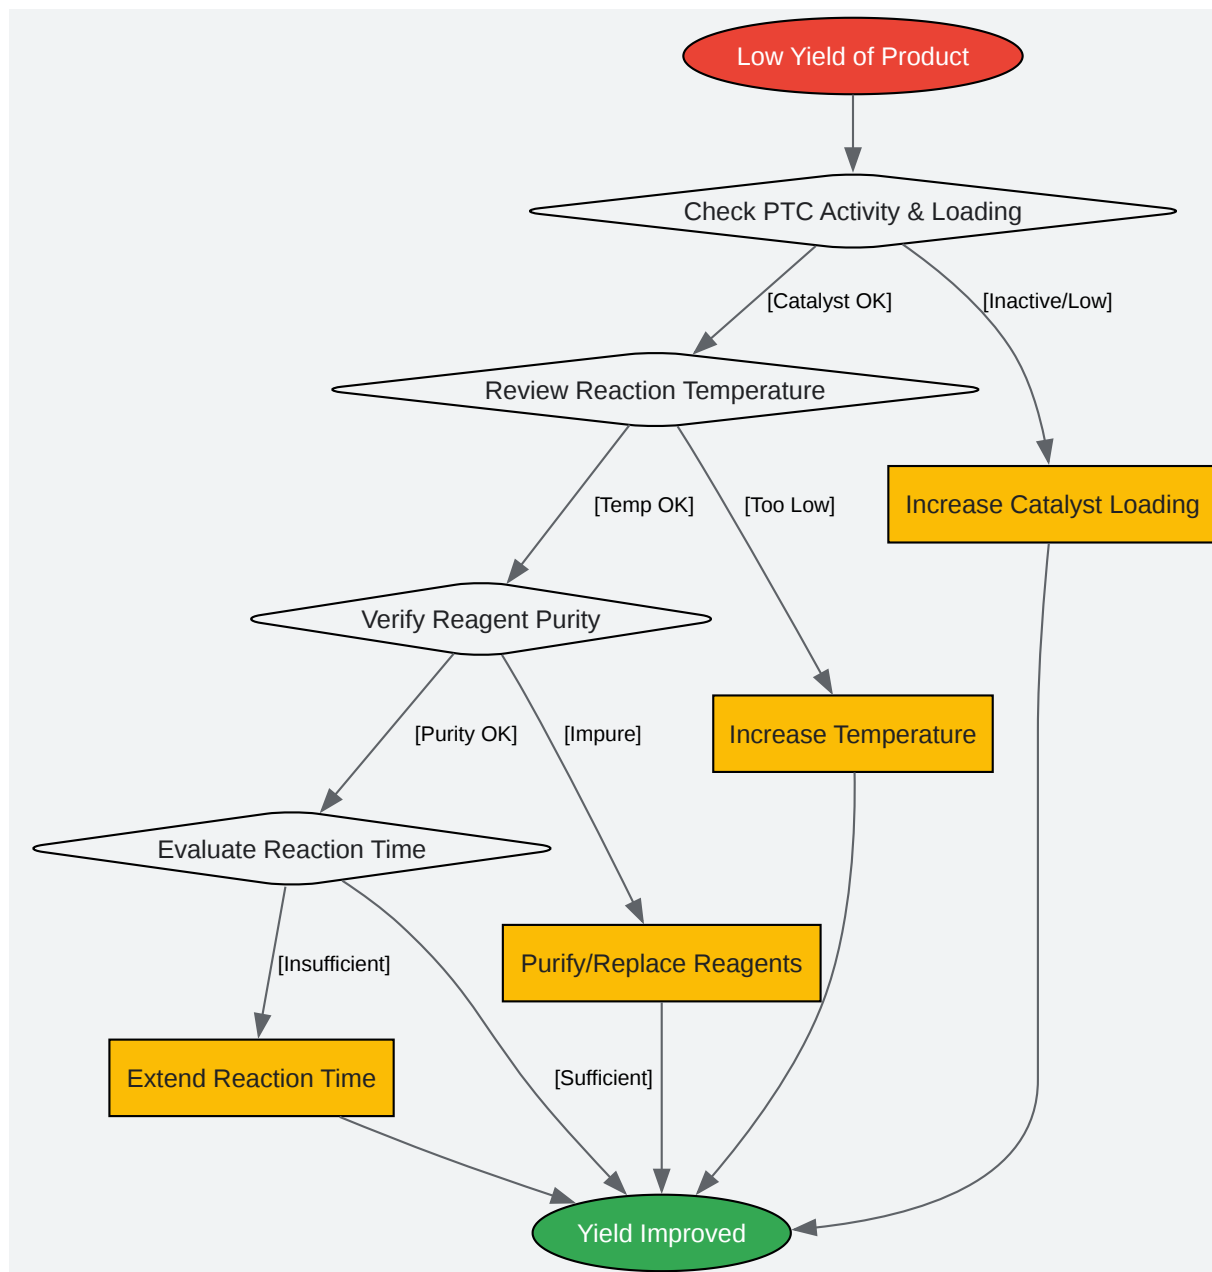 Low Yield of Product
Check PTC Activity & Loading
[Catalyst OK]
[Inactive/Low]
Review Reaction Temperature
[Temp OK]
[Too Low]
Increase Catalyst Loading
Verify Reagent Purity
[Purity OK]
[Impure]
Increase Temperature
Evaluate Reaction Time
[Insufficient]
Purify/Replace Reagents
Extend Reaction Time
[Sufficient]
Yield Improved